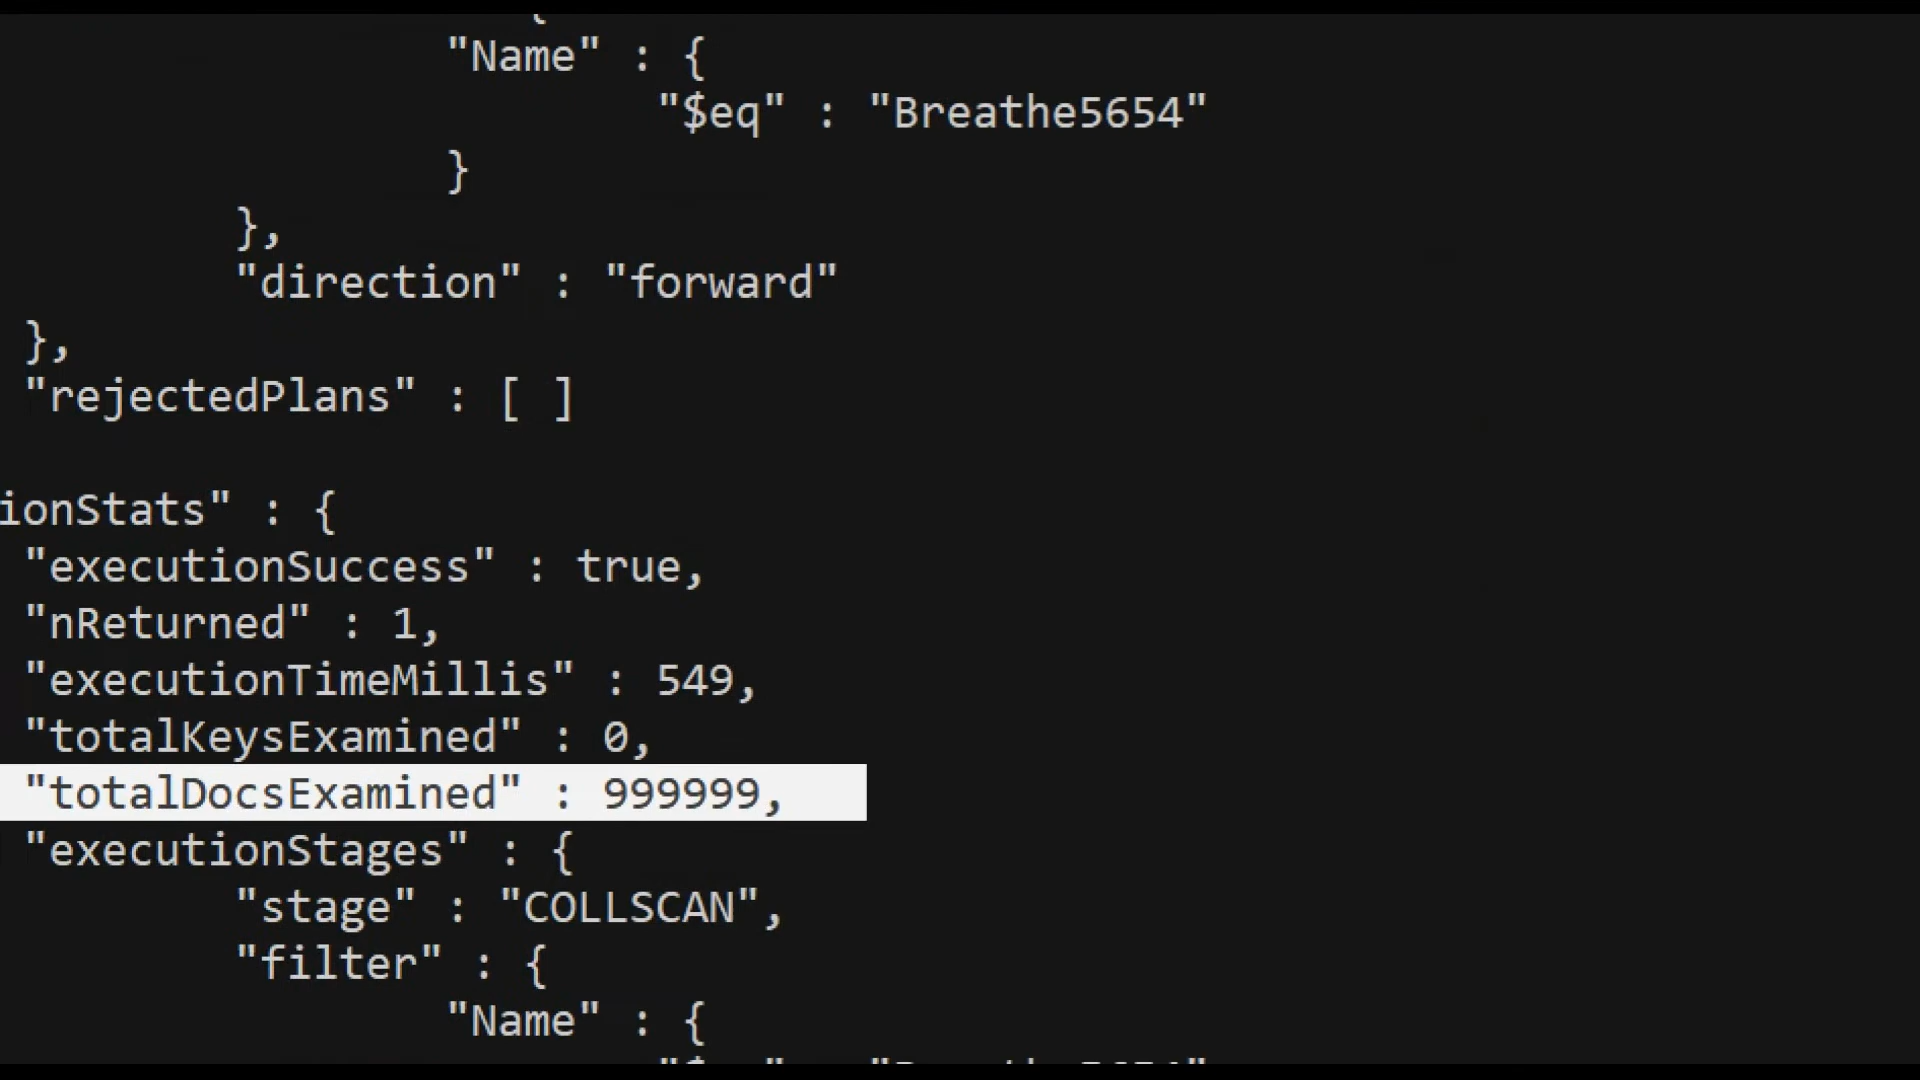 {
"Name" : {
"$eq" : "Breathe5654"
}
},
"direction" : "forward"
},
"rejectedPlans" : [ ]
ionStats" : {
"executionSuccess" : true,
"nReturned" : 1,
"executionTimeMillis" : 549,
"totalKeysExamined" : 0,
"totalDocsExamined" : 999999,
"executionStages" : {
"stage" : "COLLSCAN",
"filter" : {
"Name" : {